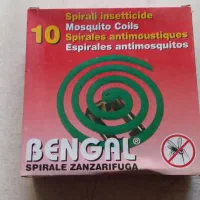 10
Spirali insetticide
Mosquito Coils
Spirales antimoustiques
Espirales antimosquitos
BENGAL®
SPIRALE ZANZARIFUGA